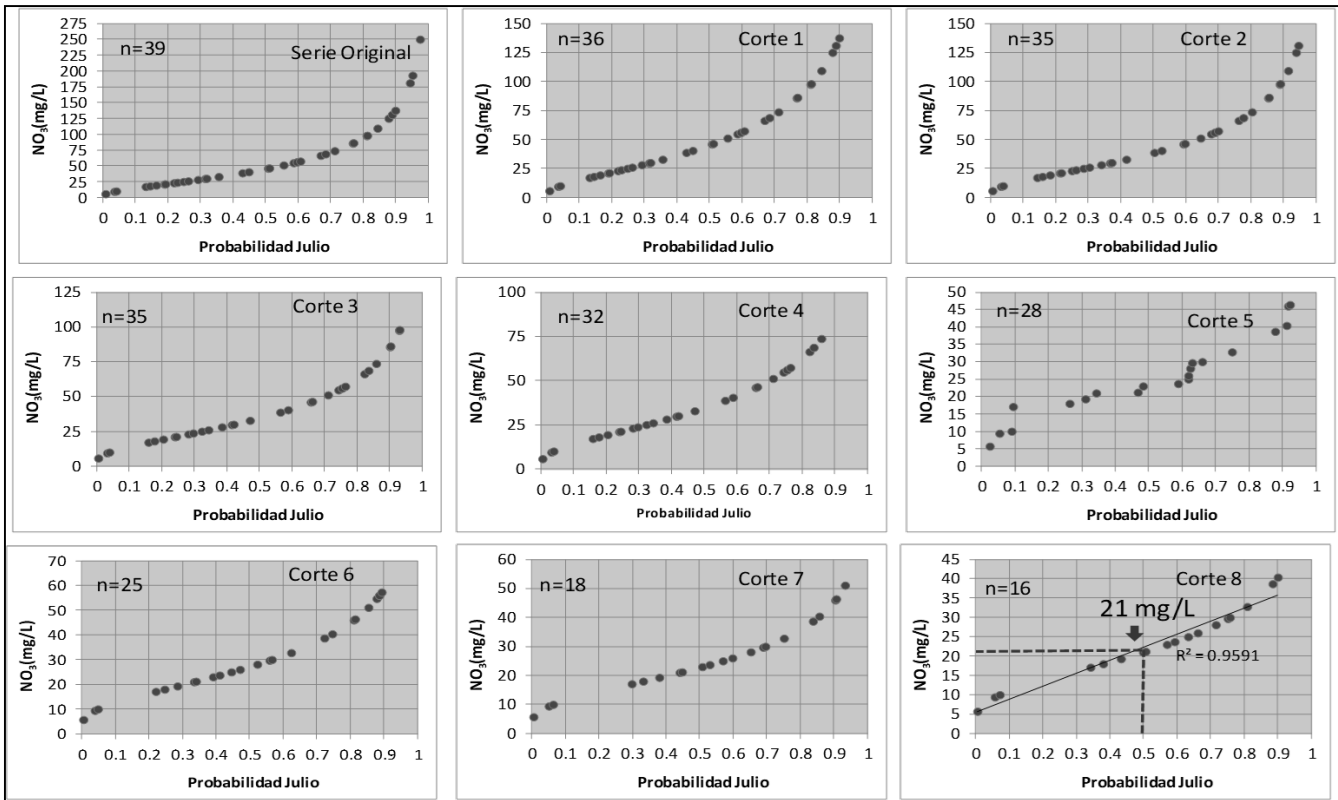 n=39
Serie Original
NO3(mg/L)
275
250
225
200
175
150
125
100
75
50
25
0
0 0.1 0.2 0.3 0.4 0.5 0.6 0.7 0.8 0.9 1
Probabilidad Julio
n=36
Corte 1
NO3(mg/L)
150
125
100
75
50
25
0
0 0.1 0.2 0.3 0.4 0.5 0.6 0.7 0.8 0.9 1
Probabilidad Julio
n=35
Corte 2
NO3(mg/L)
150
125
100
75
50
25
0
0 0.1 0.2 0.3 0.4 0.5 0.6 0.7 0.8 0.9 1
Probabilidad Julio
n=35
Corte 3
NO3(mg/L)
125
100
75
50
25
0
0 0.1 0.2 0.3 0.4 0.5 0.6 0.7 0.8 0.9 1
Probabilidad Julio
n=32
Corte 4
NO3(mg/L)
100
75
50
25
0
0 0.1 0.2 0.3 0.4 0.5 0.6 0.7 0.8 0.9 1
Probabilidad Julio
n=28
Corte 5
NO3(mg/L)
50
45
40
35
30
25
20
15
10
5
0
0 0.1 0.2 0.3 0.4 0.5 0.6 0.7 0.8 0.9 1
Probabilidad Julio
n=25
Corte 6
NO3(mg/L)
70
60
50
40
30
20
10
0
0 0.1 0.2 0.3 0.4 0.5 0.6 0.7 0.8 0.9 1
Probabilidad Julio
n=18
Corte 7
NO3(mg/L)
60
50
40
30
20
10
0
0 0.1 0.2 0.3 0.4 0.5 0.6 0.7 0.8 0.9 1
Probabilidad Julio
n=16
Corte 8
21 mg/L
R² = 0.9591
NO3(mg/L)
45
40
35
30
25
20
15
10
5
0
0 0.1 0.2 0.3 0.4 0.5 0.6 0.7 0.8 0.9 1
Probabilidad Julio